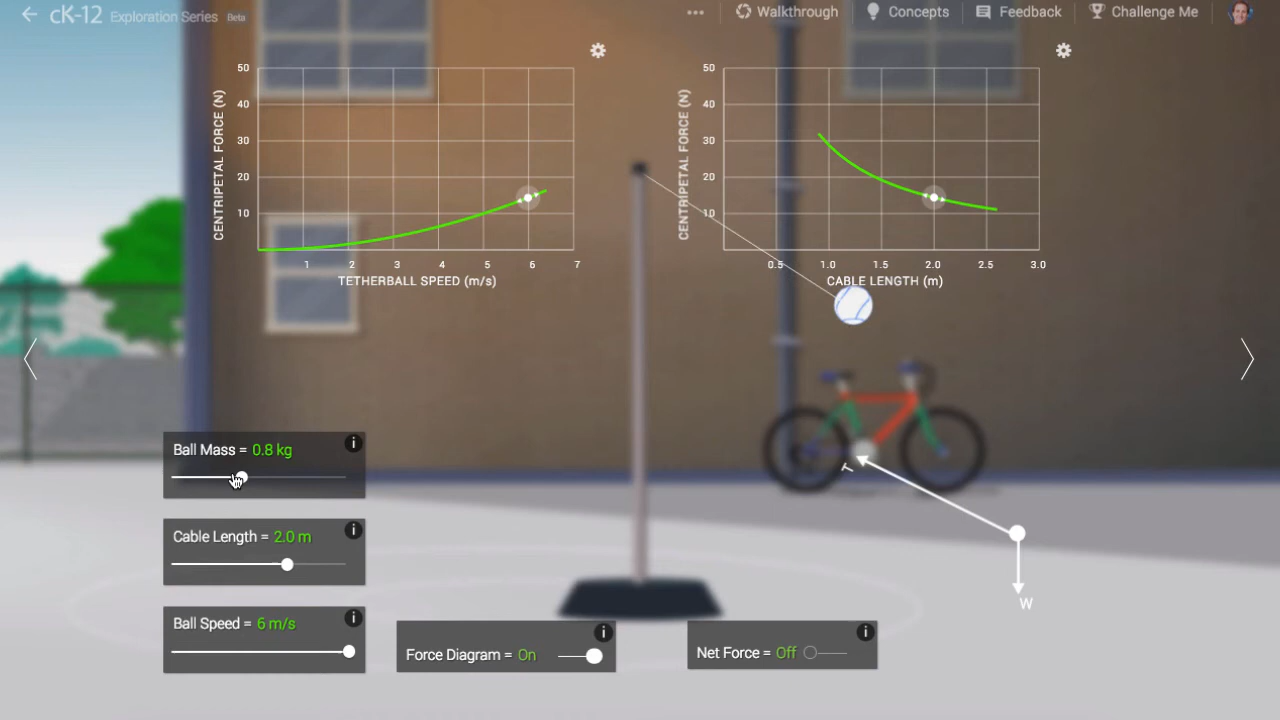 cK-12 Exploration Series Beta
Walkthrough
Concepts
Feedback
Challenge Me
CENTRIPETAL FORCE (N)
50
40
30
20
10
1 2 3 4 5 6 7
TETHERBALL SPEED (m/s)
CENTRIPETAL FORCE (N)
50
40
30
20
10
0.5 1.0 1.5 2.0 2.5 3.0
CABLE LENGTH (m)
Ball Mass = 0.8 kg
i
T
Cable Length = 2.0 m
i
W
Ball Speed = 6 m/s
i
Force Diagram = On
i
Net Force = Off
i